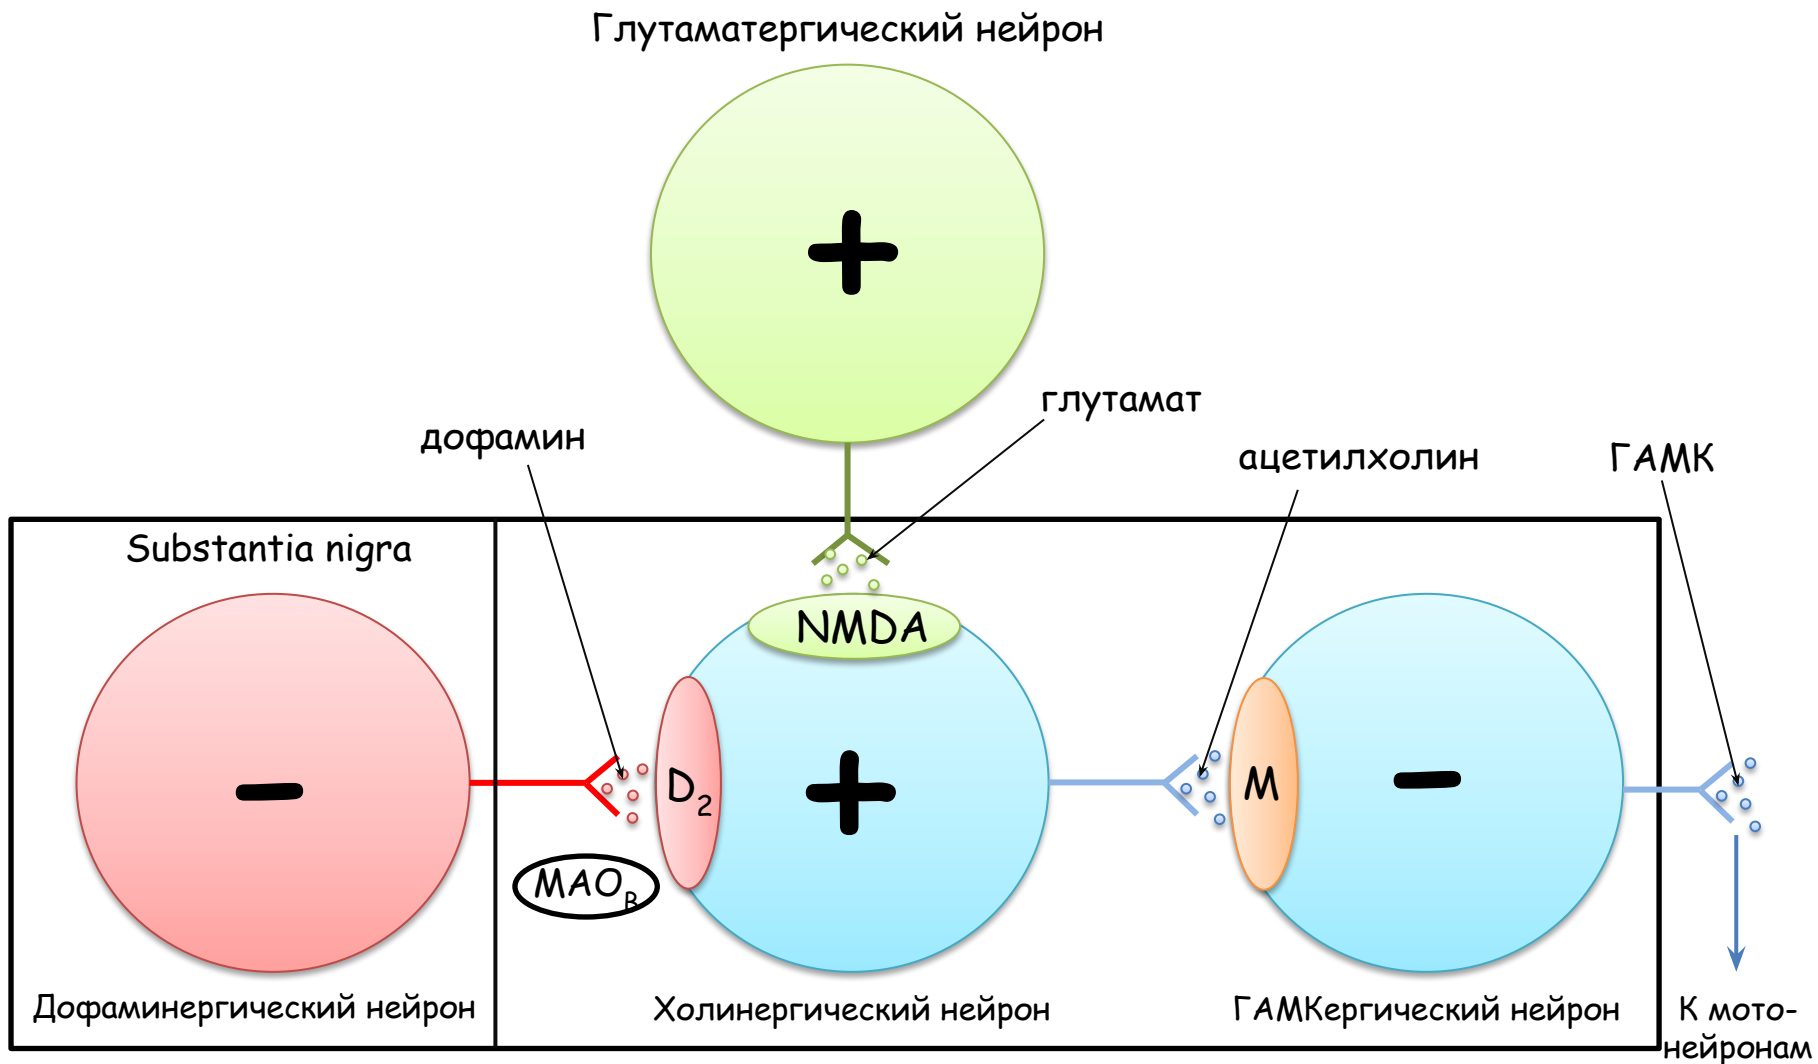 Глутаматергический нейрон
+
глутамат
дофамин
ацетилхолин
ГАМК
Substantia nigra
NMDA
-
D2
+
M
-
MAOB
Дофаминергический нейрон
Холинергический нейрон
ГАМКергический нейрон
К мото-
нейронам